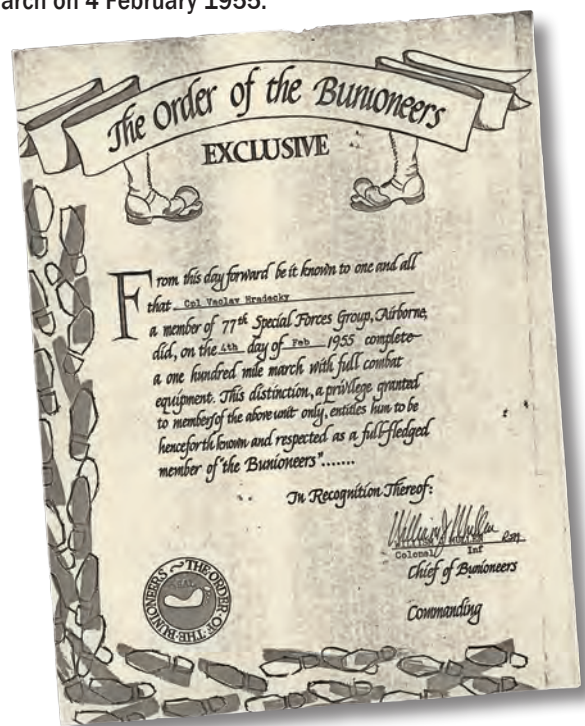 arch on 4 February 1955.
The Order of the Bunioneers
EXCLUSIVE
From this day forward be it known to one and all
that Cpl Vaclav Hradecky
a member of 77th Special Forces Group, Airborne,
did, on the 4th day of Feb 1955 complete
a one hundred mile march with full combat
equipment. This distinction, a privilege granted
to members of the above unit only, entitles him to be
henceforth known and respected as a full-fledged
member of "the Bunioneers".......
In Recognition Thereof:
Colonel Inf
Chief of Bunioneers
Commanding
THE ORDER OF THE BUNIONEERS